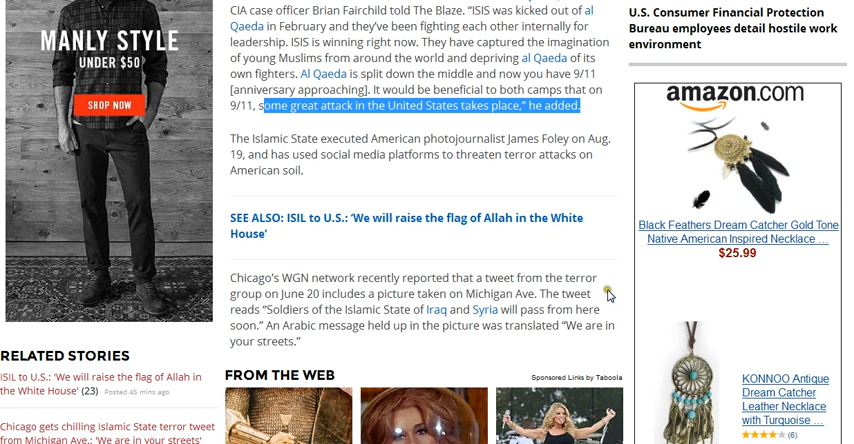 MANLY STYLE
UNDER $50
SHOP NOW
RELATED STORIES
ISIL to U.S.: 'We will raise the flag of Allah in
the White House' (23) Posted 45 mins ago
Chicago gets chilling Islamic State terror tweet
from Michigan Ave.: 'We are in your streets'
CIA case officer Brian Fairchild told The Blaze. “ISIS was kicked out of al
Qaeda in February and they’ve been fighting each other internally for
leadership. ISIS is winning right now. They have captured the imagination
of young Muslims from around the world and depriving al Qaeda of its
own fighters. Al Qaeda is split down the middle and now you have 9/11
[anniversary approaching]. It would be beneficial to both camps that on
9/11, some great attack in the United States takes place,” he added.
The Islamic State executed American photojournalist James Foley on Aug.
19, and has used social media platforms to threaten terror attacks on
American soil.
SEE ALSO: ISIL to U.S.: ‘We will raise the flag of Allah in the White
House’
Chicago’s WGN network recently reported that a tweet from the terror
group on June 20 includes a picture taken on Michigan Ave. The tweet
reads “Soldiers of the Islamic State of Iraq and Syria will pass from here
soon.” An Arabic message held up in the picture was translated “We are in
your streets.”
FROM THE WEB
Sponsored Links by Taboola
U.S. Consumer Financial Protection
Bureau employees detail hostile work
environment
amazon.com
Black Feathers Dream Catcher Gold Tone
Native American Inspired Necklace ...
$25.99
KONNOO Antique
Dream Catcher
Leather Necklace
with Turquoise ...
(6)